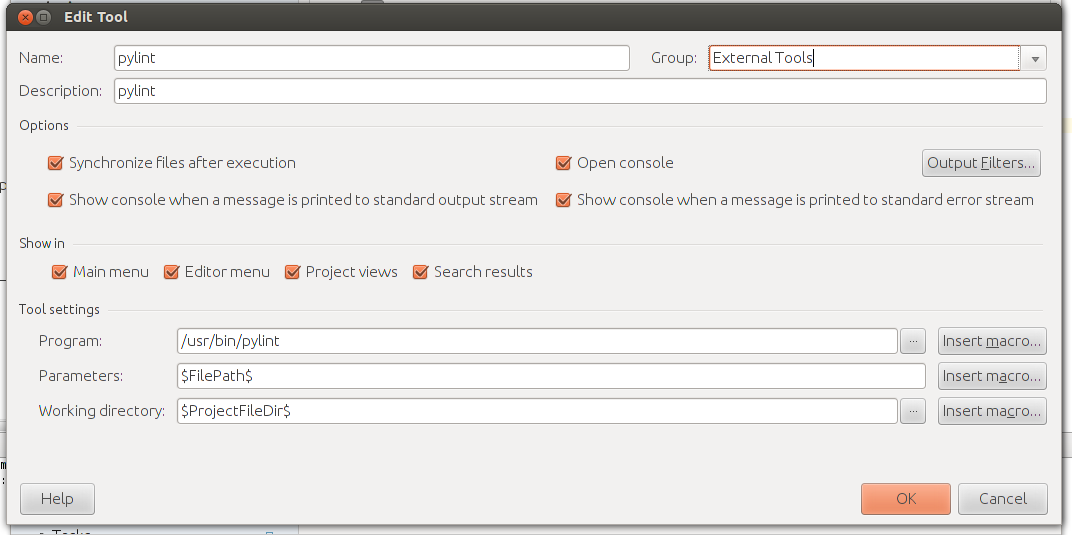 Edit Tool
Name: pylint Group: External Tools
Description: pylint
Options
Synchronize files after execution Open console Output Filters...
Show console when a message is printed to standard output stream Show console when a message is printed to standard error stream
Show in
Main menu Editor menu Project views Search results
Tool settings
Program: /usr/bin/pylint ... Insert macro...
Parameters: $FilePath$ Insert macro...
Working directory: $ProjectFileDir$ ... Insert macro...
Help OK Cancel